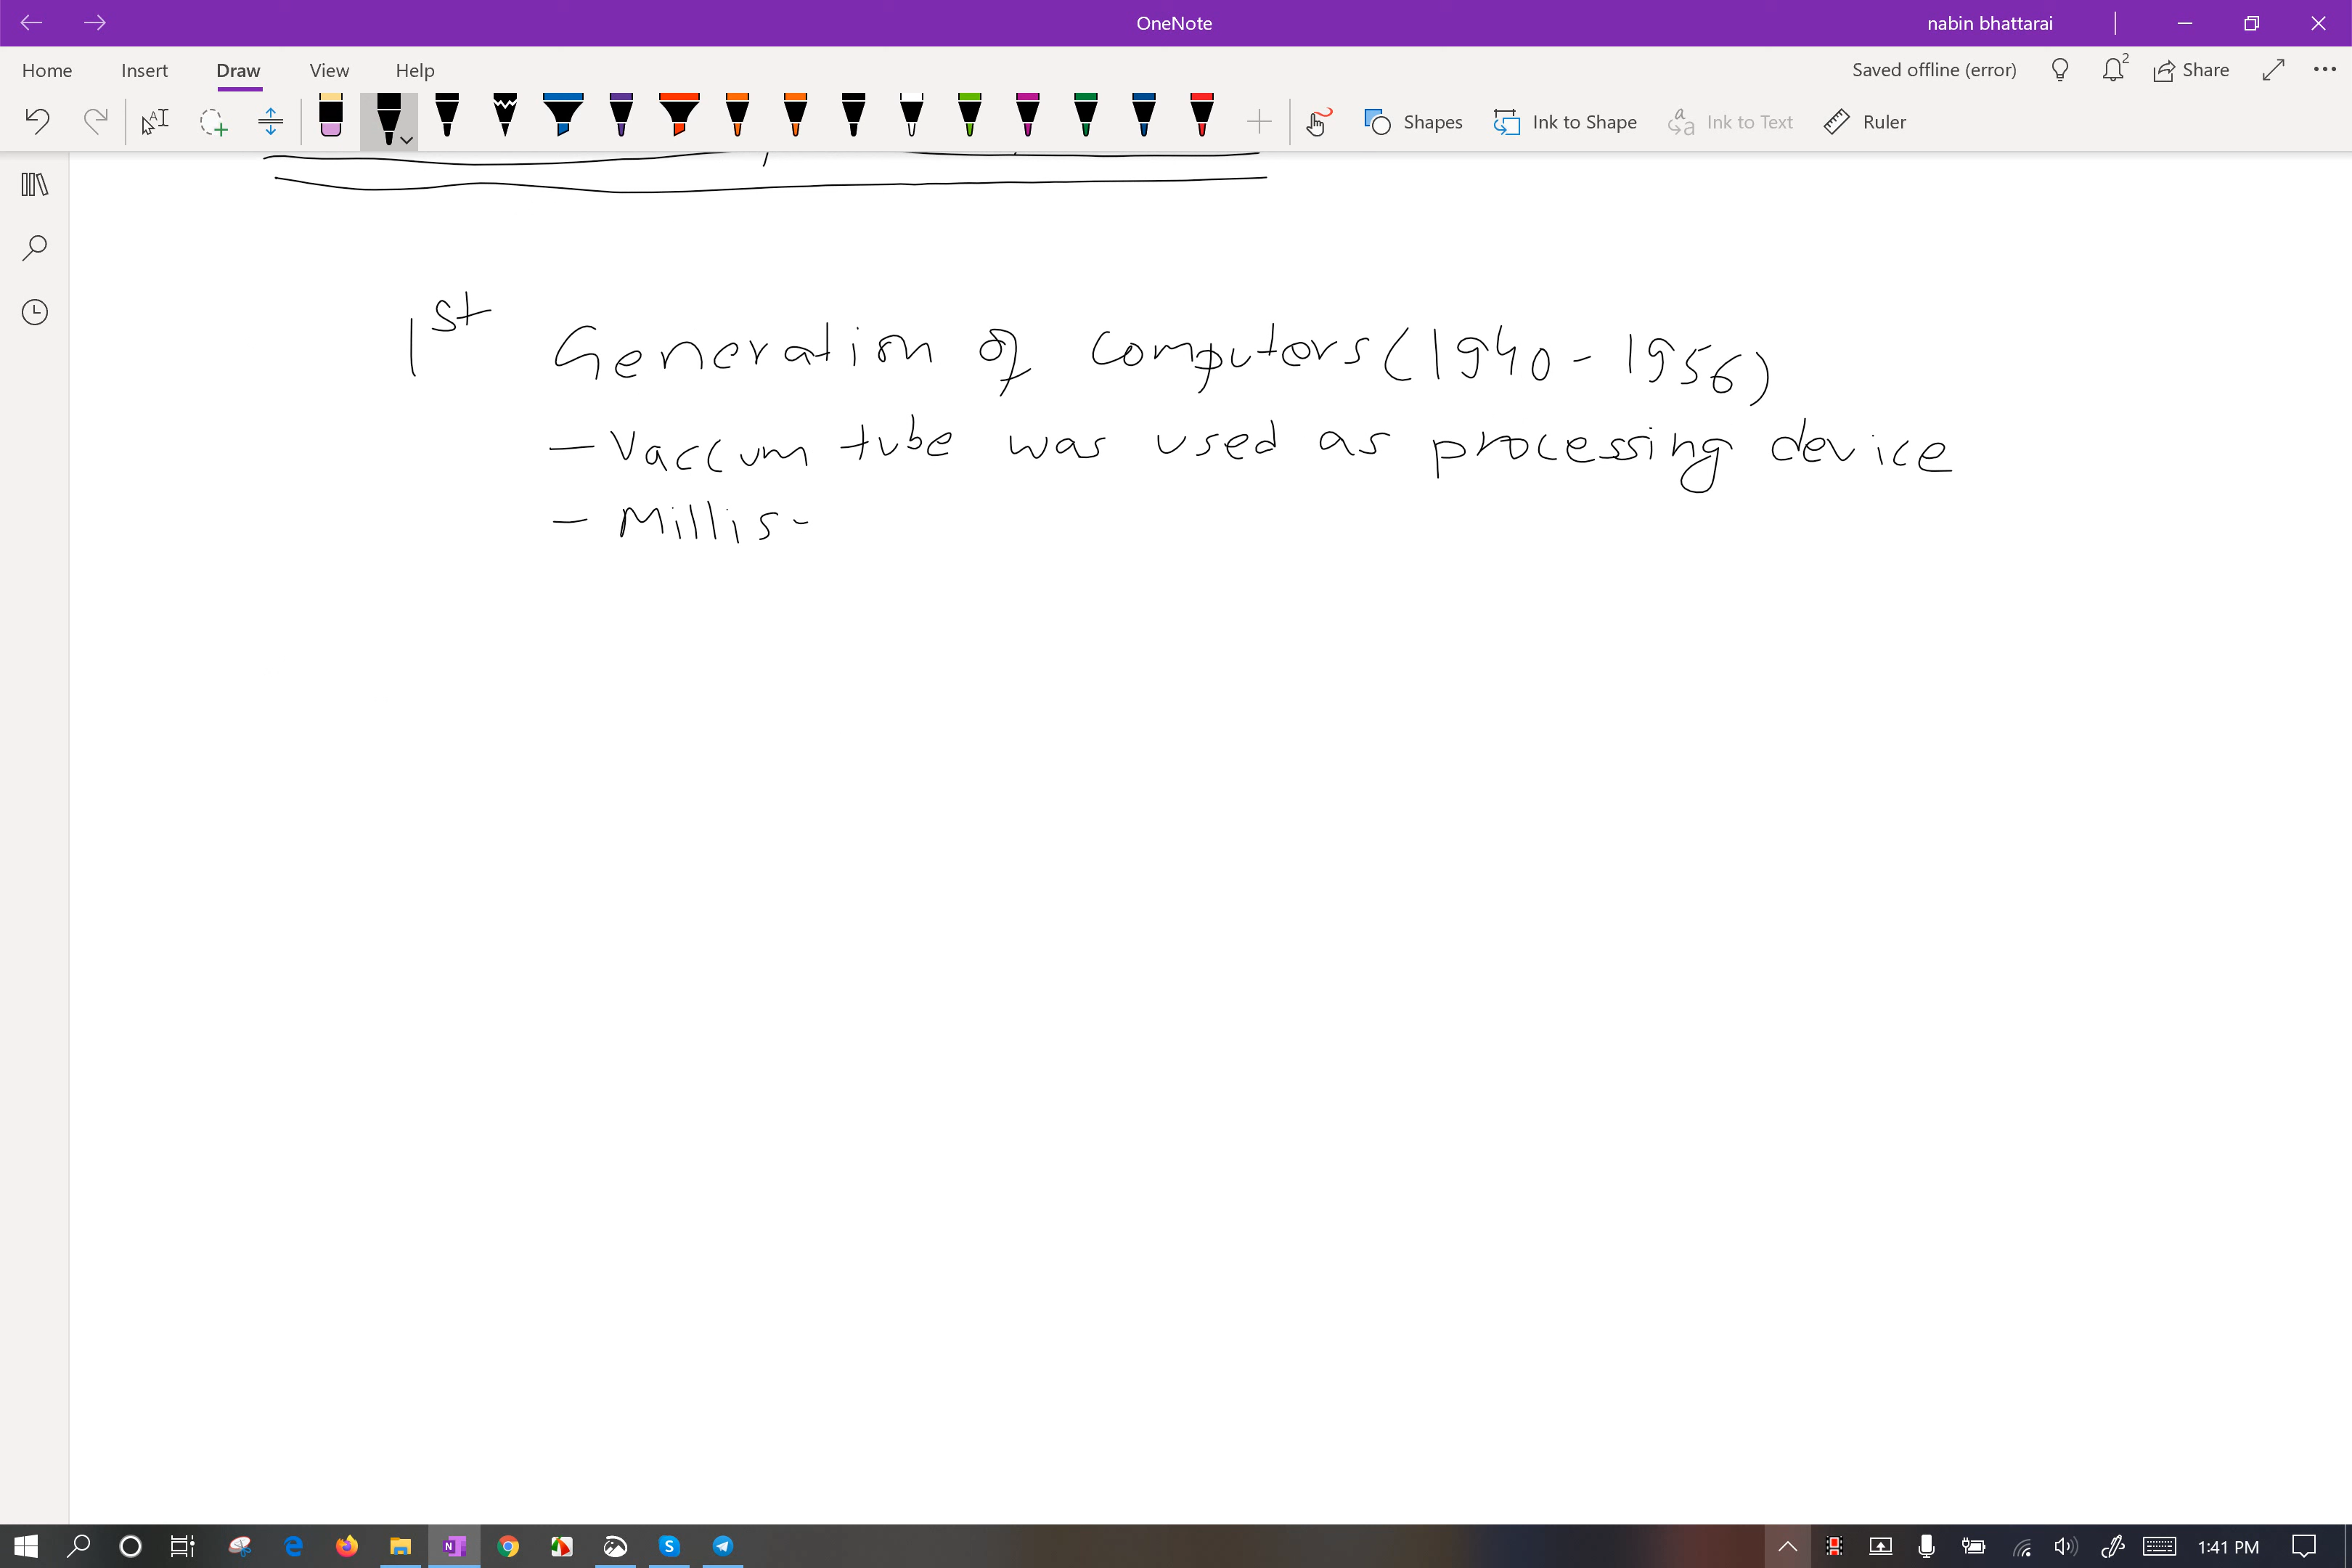 OneNote
nabin bhattarai
Home Insert Draw View Help
Saved offline (error) 2 Share
Shapes Ink to Shape Ink to Text Ruler
1st Generation of computers (1940 - 1956)
- Vaccum tube was used as processing device
- Millis-
1:41 PM